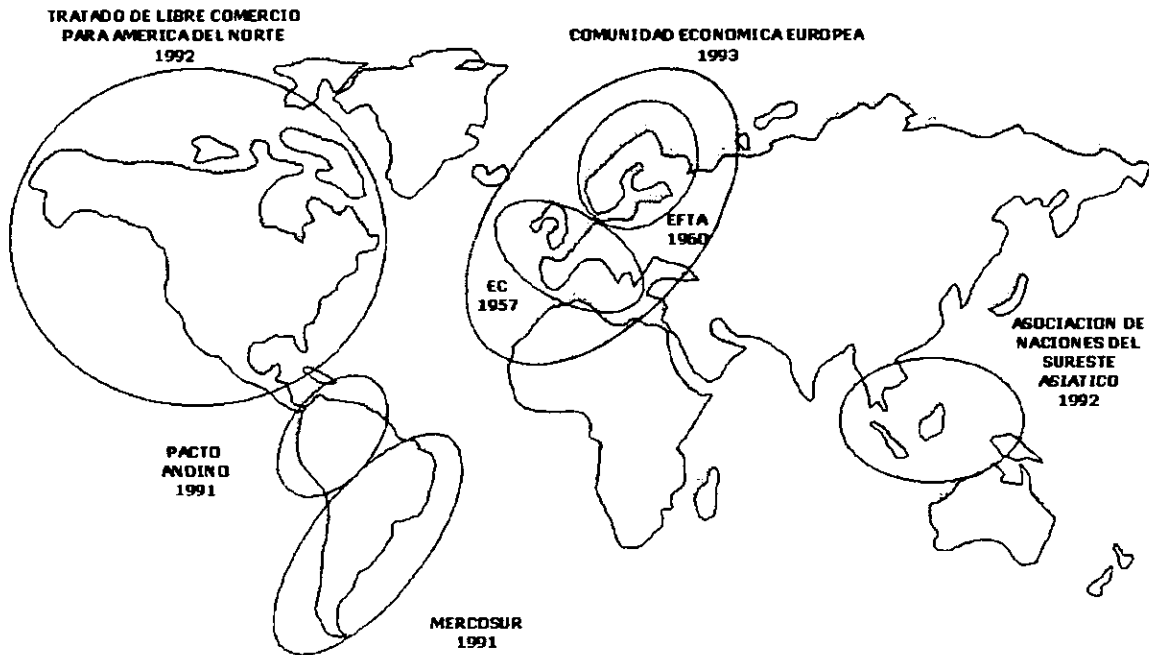 TRATADO DE LIBRE COMERCIO
PARA AMERICA DEL NORTE
1992
COMUNIDAD ECONOMICA EUROPEA
1993
EFTA
1960
EC
1957
ASOCIACION DE
NACIONES DEL
SURESTE
ASIATICO
1992
PACTO
ANDINO
1991
MERCOSUR
1991